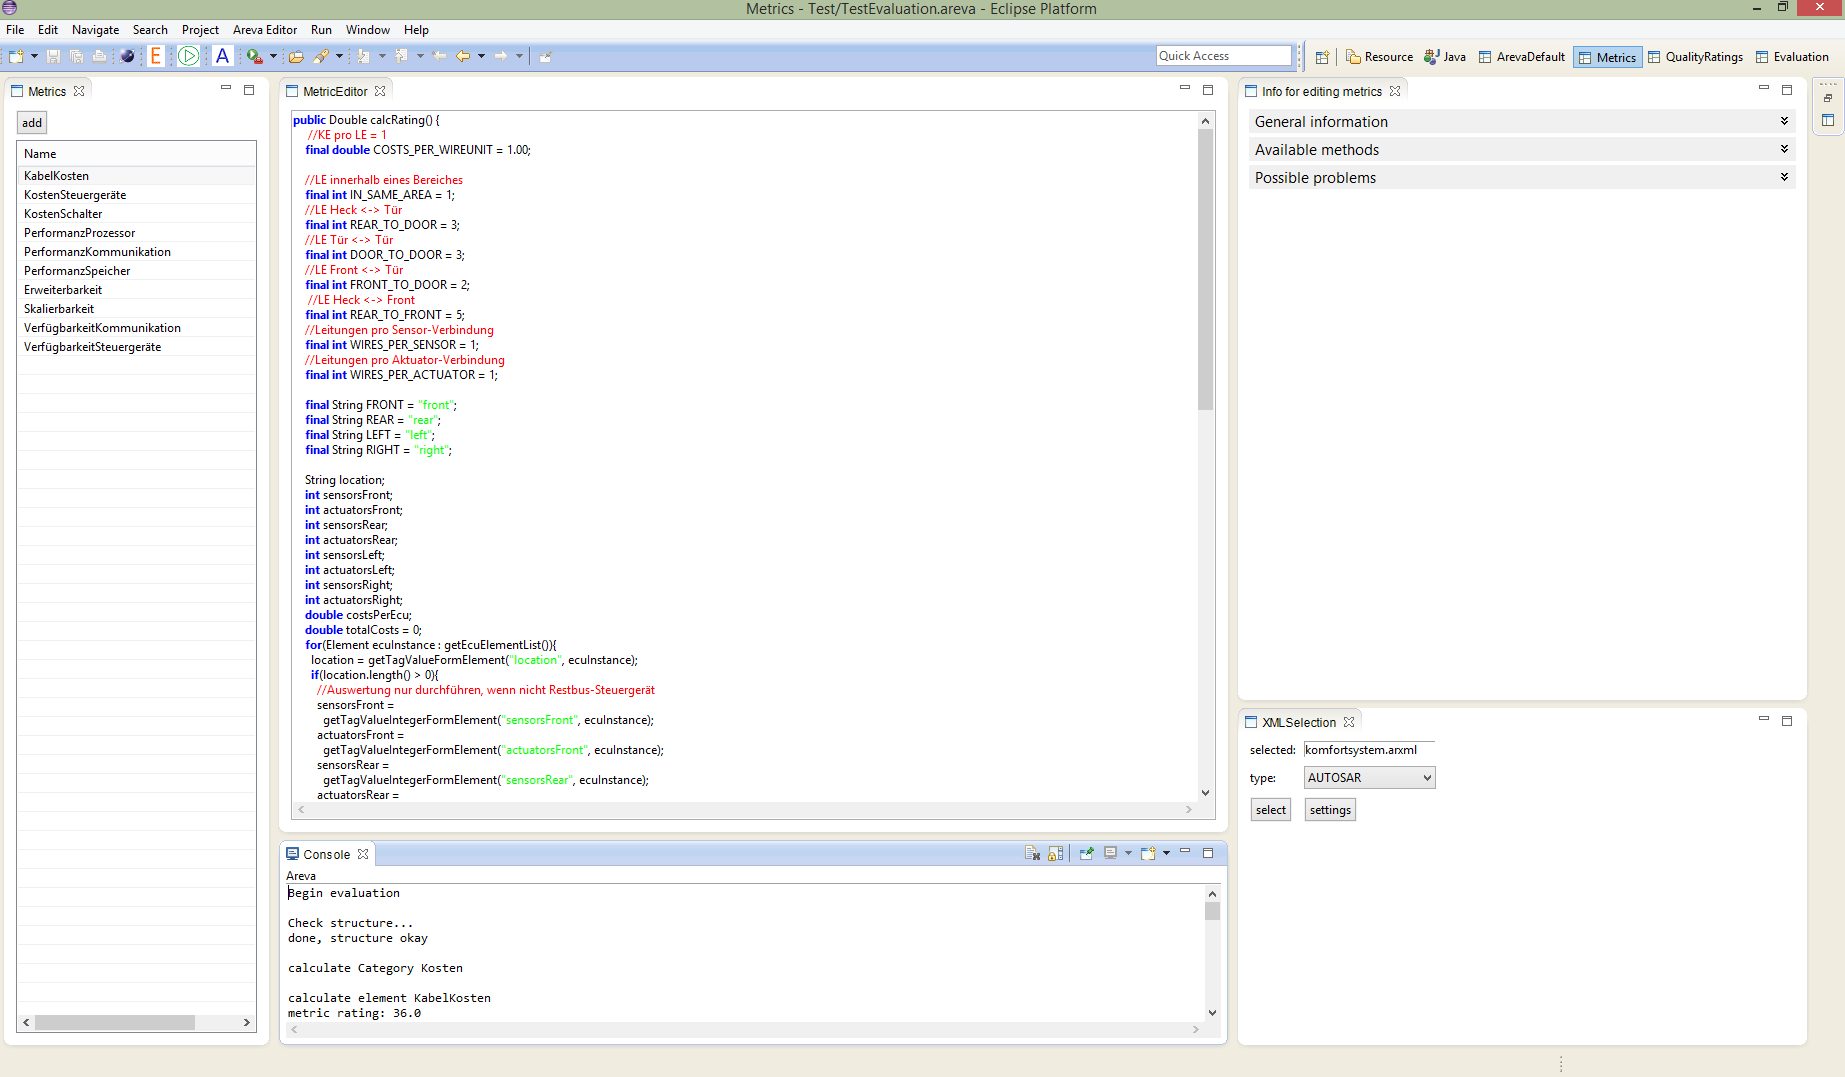 Metrics - Test/TestEvaluation.areva - Eclipse Platform
File Edit Navigate Search Project Areva Editor Run Window Help
E A Quick Access Resource Java ArevaDefault Metrics QualityRatings Evaluation
Metrics
add
Name
KabelKosten
KostenSteuergeräte
KostenSchalter
PerformanzProzessor
PerformanzKommunikation
PerformanzSpeicher
Erweiterbarkeit
Skalierbarkeit
VerfügbarkeitKommunikation
VerfügbarkeitSteuergeräte
MetricEditor
public Double calcRating() {
//KE pro LE = 1
final double COSTS_PER_WIREUNIT = 1.00;
//LE innerhalb eines Bereiches
final int IN_SAME_AREA = 1;
//LE Heck <-> Tür
final int REAR_TO_DOOR = 3;
//LE Tür <-> Tür
final int DOOR_TO_DOOR = 3;
//LE Front <-> Tür
final int FRONT_TO_DOOR = 2;
//LE Heck <-> Front
final int REAR_TO_FRONT = 5;
//Leitungen pro Sensor-Verbindung
final int WIRES_PER_SENSOR = 1;
//Leitungen pro Aktuator-Verbindung
final int WIRES_PER_ACTUATOR = 1;
final String FRONT = "front";
final String REAR = "rear";
final String LEFT = "left";
final String RIGHT = "right";
String location;
int sensorsFront;
int actuatorsFront;
int sensorsRear;
int actuatorsRear;
int sensorsLeft;
int actuatorsLeft;
int sensorsRight;
int actuatorsRight;
double costsPerEcu;
double totalCosts = 0;
for(Element ecuInstance : getEcuElementList()){
location = getTagValueFormElement("location", ecuInstance);
if(location.length() > 0){
//Auswertung nur durchführen, wenn nicht Restbus-Steuergerät
sensorsFront =
getTagValueIntegerFormElement("sensorsFront", ecuInstance);
actuatorsFront =
getTagValueIntegerFormElement("actuatorsFront", ecuInstance);
sensorsRear =
getTagValueIntegerFormElement("sensorsRear", ecuInstance);
actuatorsRear =
Console
Areva
Begin evaluation
Check structure...
done, structure okay
calculate Category Kosten
calculate element KabelKosten
metric rating: 36.0
Info for editing metrics
General information
Available methods
Possible problems
XMLSelection
selected: komfortsystem.arxml
type: AUTOSAR
select settings